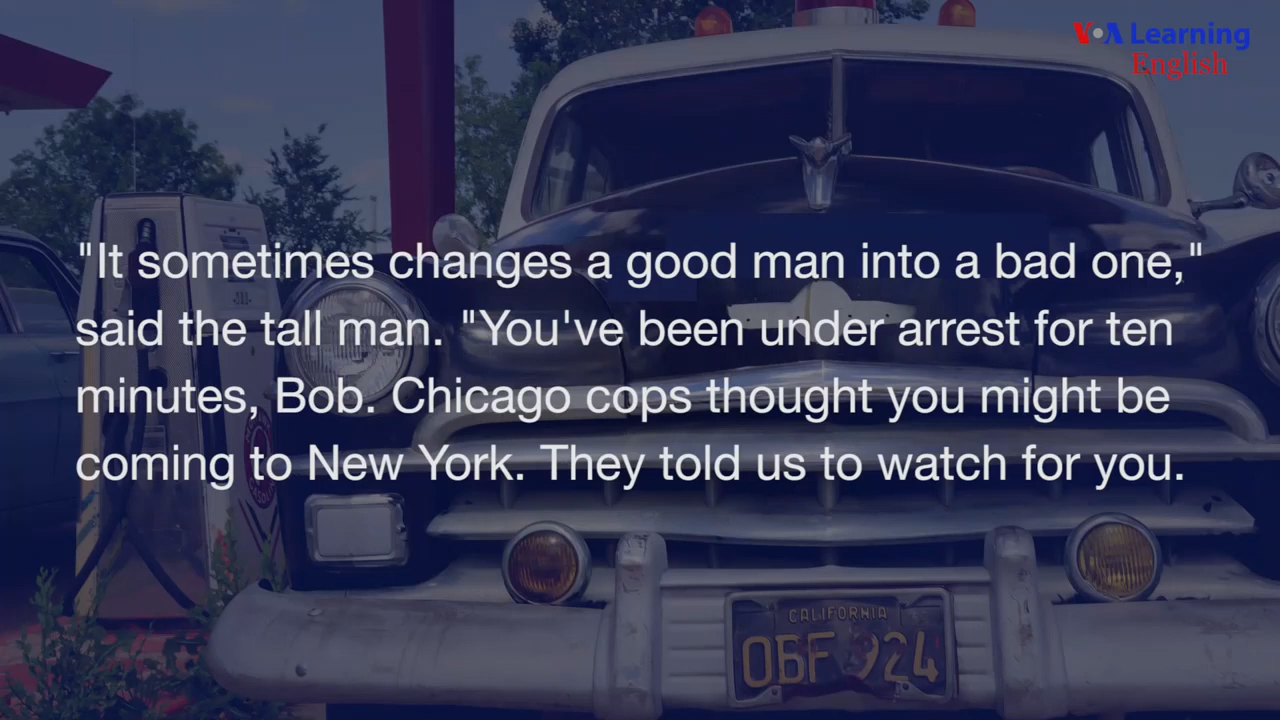 VOA Learning
English
"It sometimes changes a good man into a bad one,"
said the tall man. "You've been under arrest for ten
minutes, Bob. Chicago cops thought you might be
coming to New York. They told us to watch for you.
CALIFORNIA
OBF 924